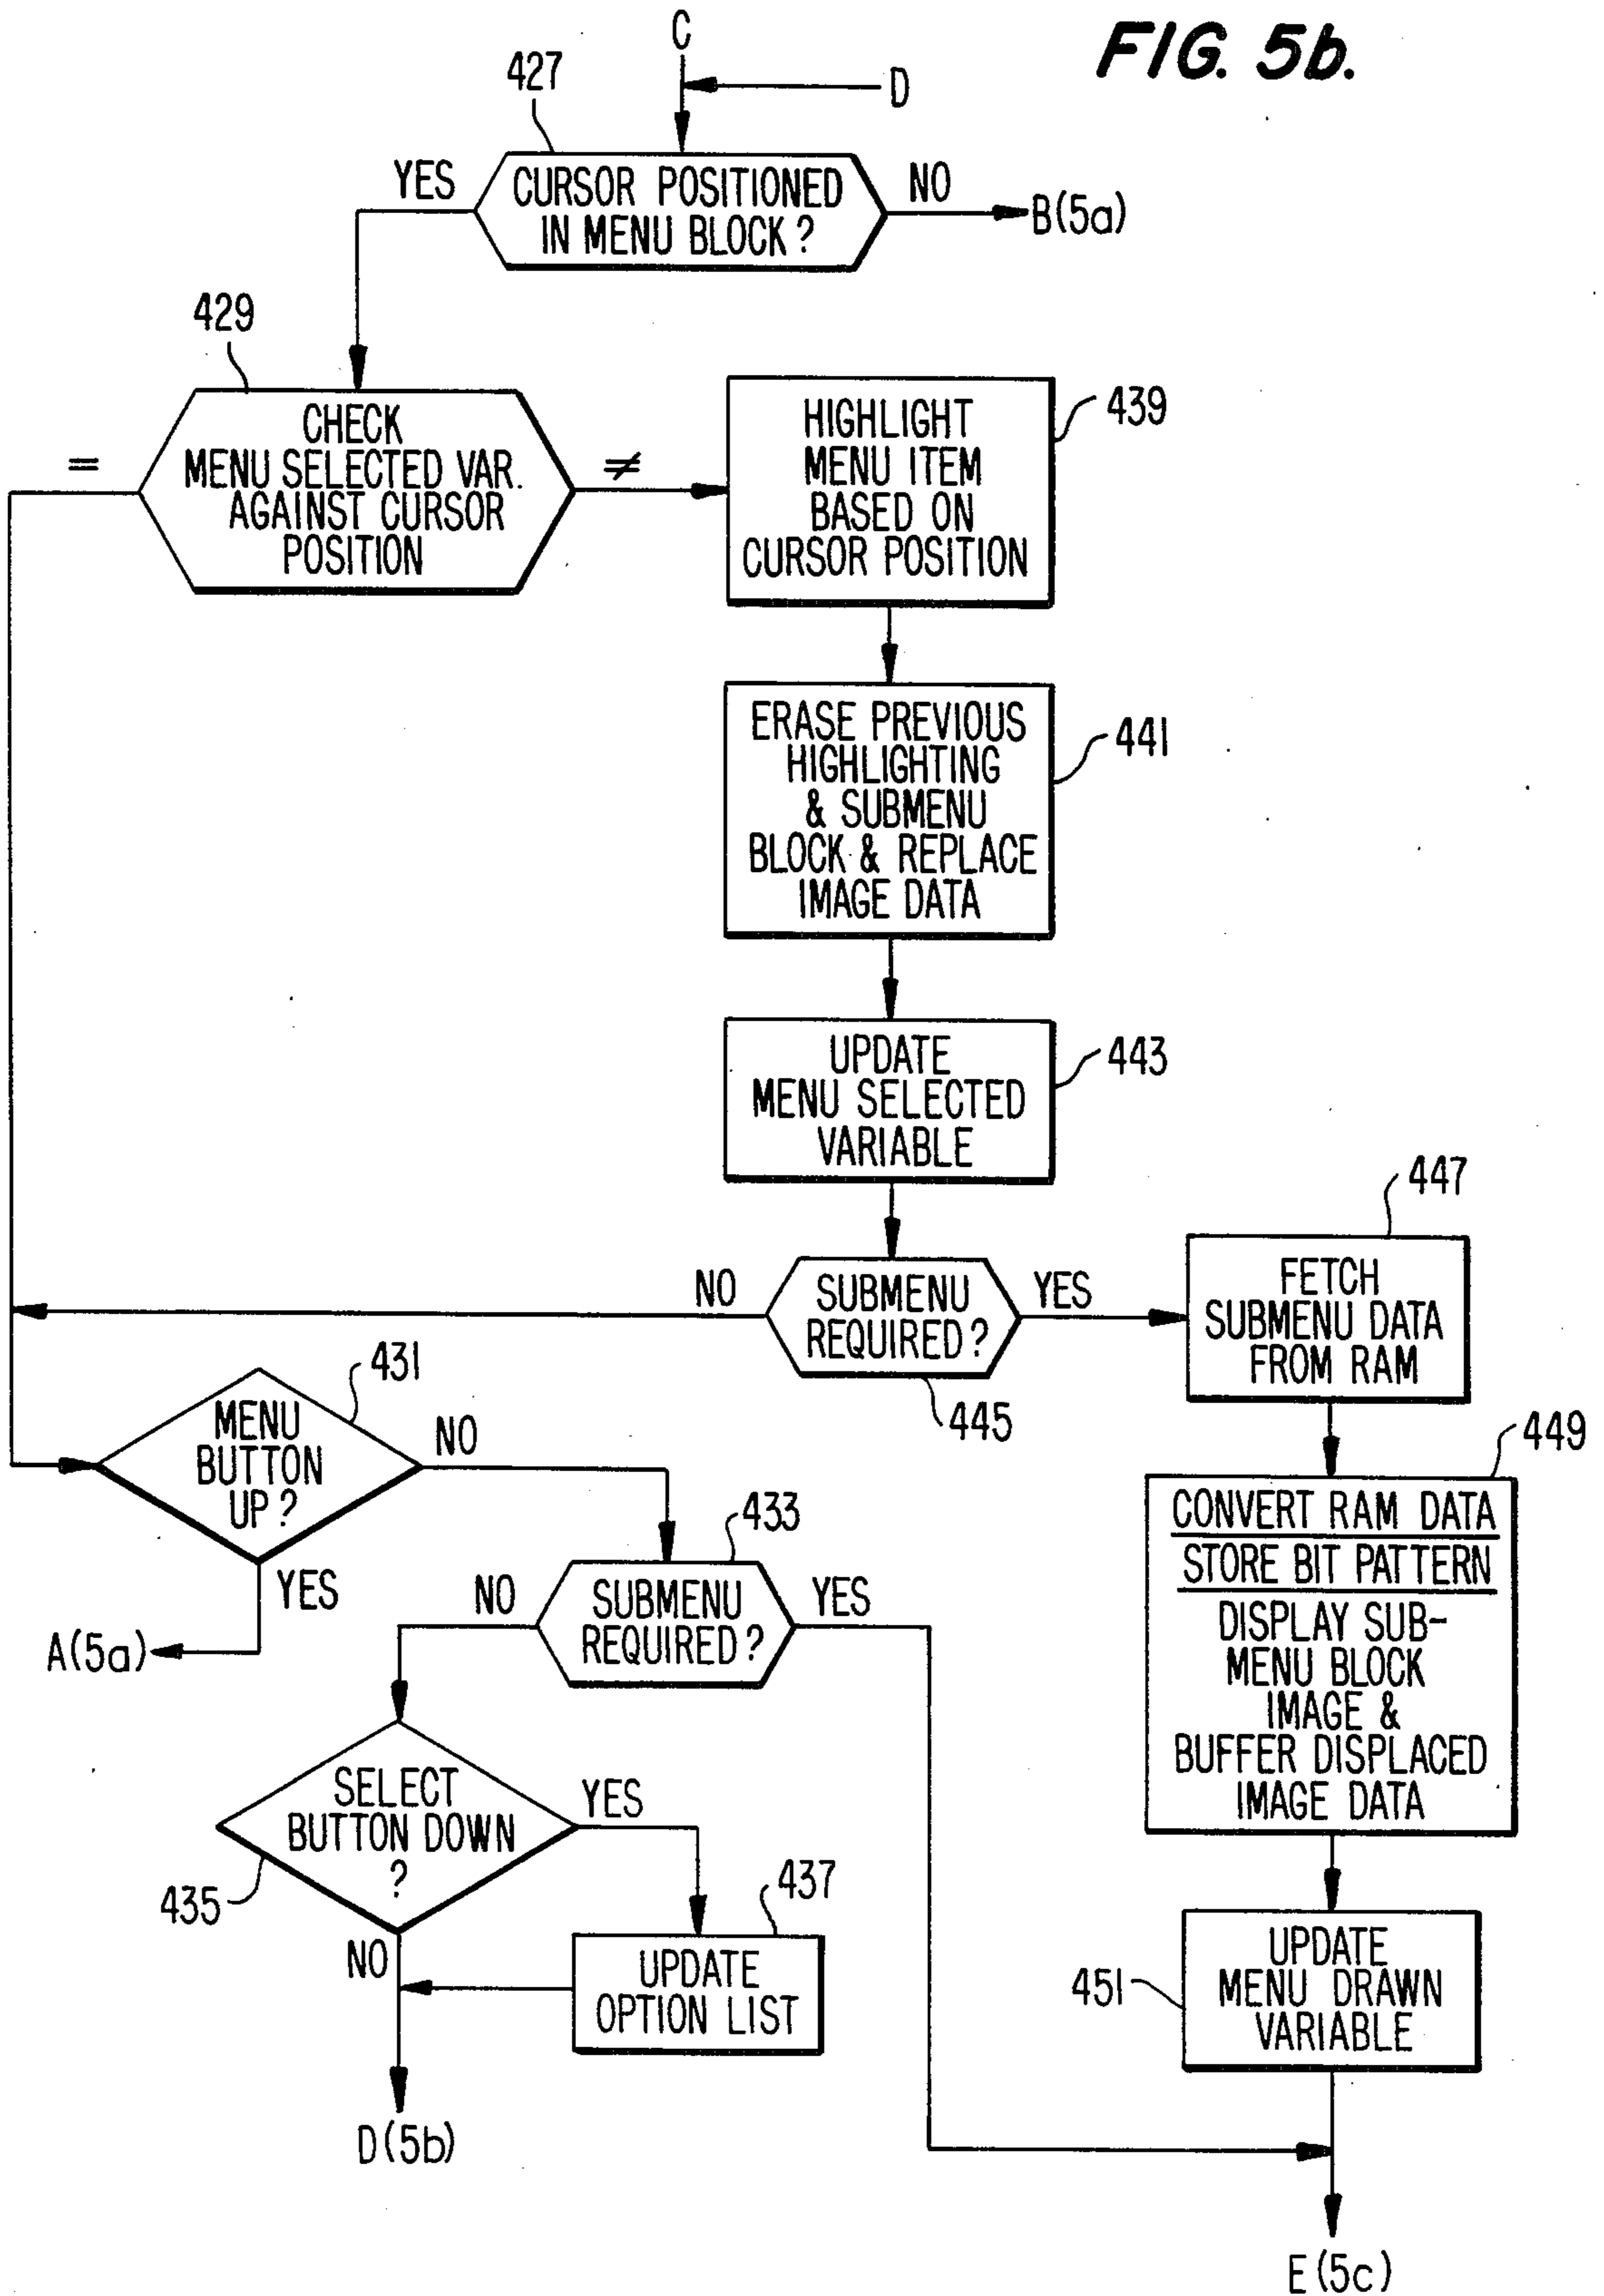 FIG. 5b.
C
D
427
YES
CURSOR POSITIONED
IN MENU BLOCK?
NO
B(5a)
429
=
CHECK
MENU SELECTED VAR.
AGAINST CURSOR
POSITION
≠
HIGHLIGHT
MENU ITEM
BASED ON
CURSOR POSITION
439
ERASE PREVIOUS
HIGHLIGHTING
& SUBMENU
BLOCK & REPLACE
IMAGE DATA
441
UPDATE
MENU SELECTED
VARIABLE
443
NO
SUBMENU
REQUIRED?
YES
445
447
FETCH
SUBMENU DATA
FROM RAM
431
MENU
BUTTON
UP?
NO
YES
A(5a)
433
NO
SUBMENU
REQUIRED?
YES
449
CONVERT RAM DATA
STORE BIT PATTERN
DISPLAY SUB-
MENU BLOCK
IMAGE &
BUFFER DISPLACED
IMAGE DATA
SELECT
BUTTON DOWN
?
YES
435
NO
437
UPDATE
OPTION LIST
D(5b)
451
UPDATE
MENU DRAWN
VARIABLE
E(5c)